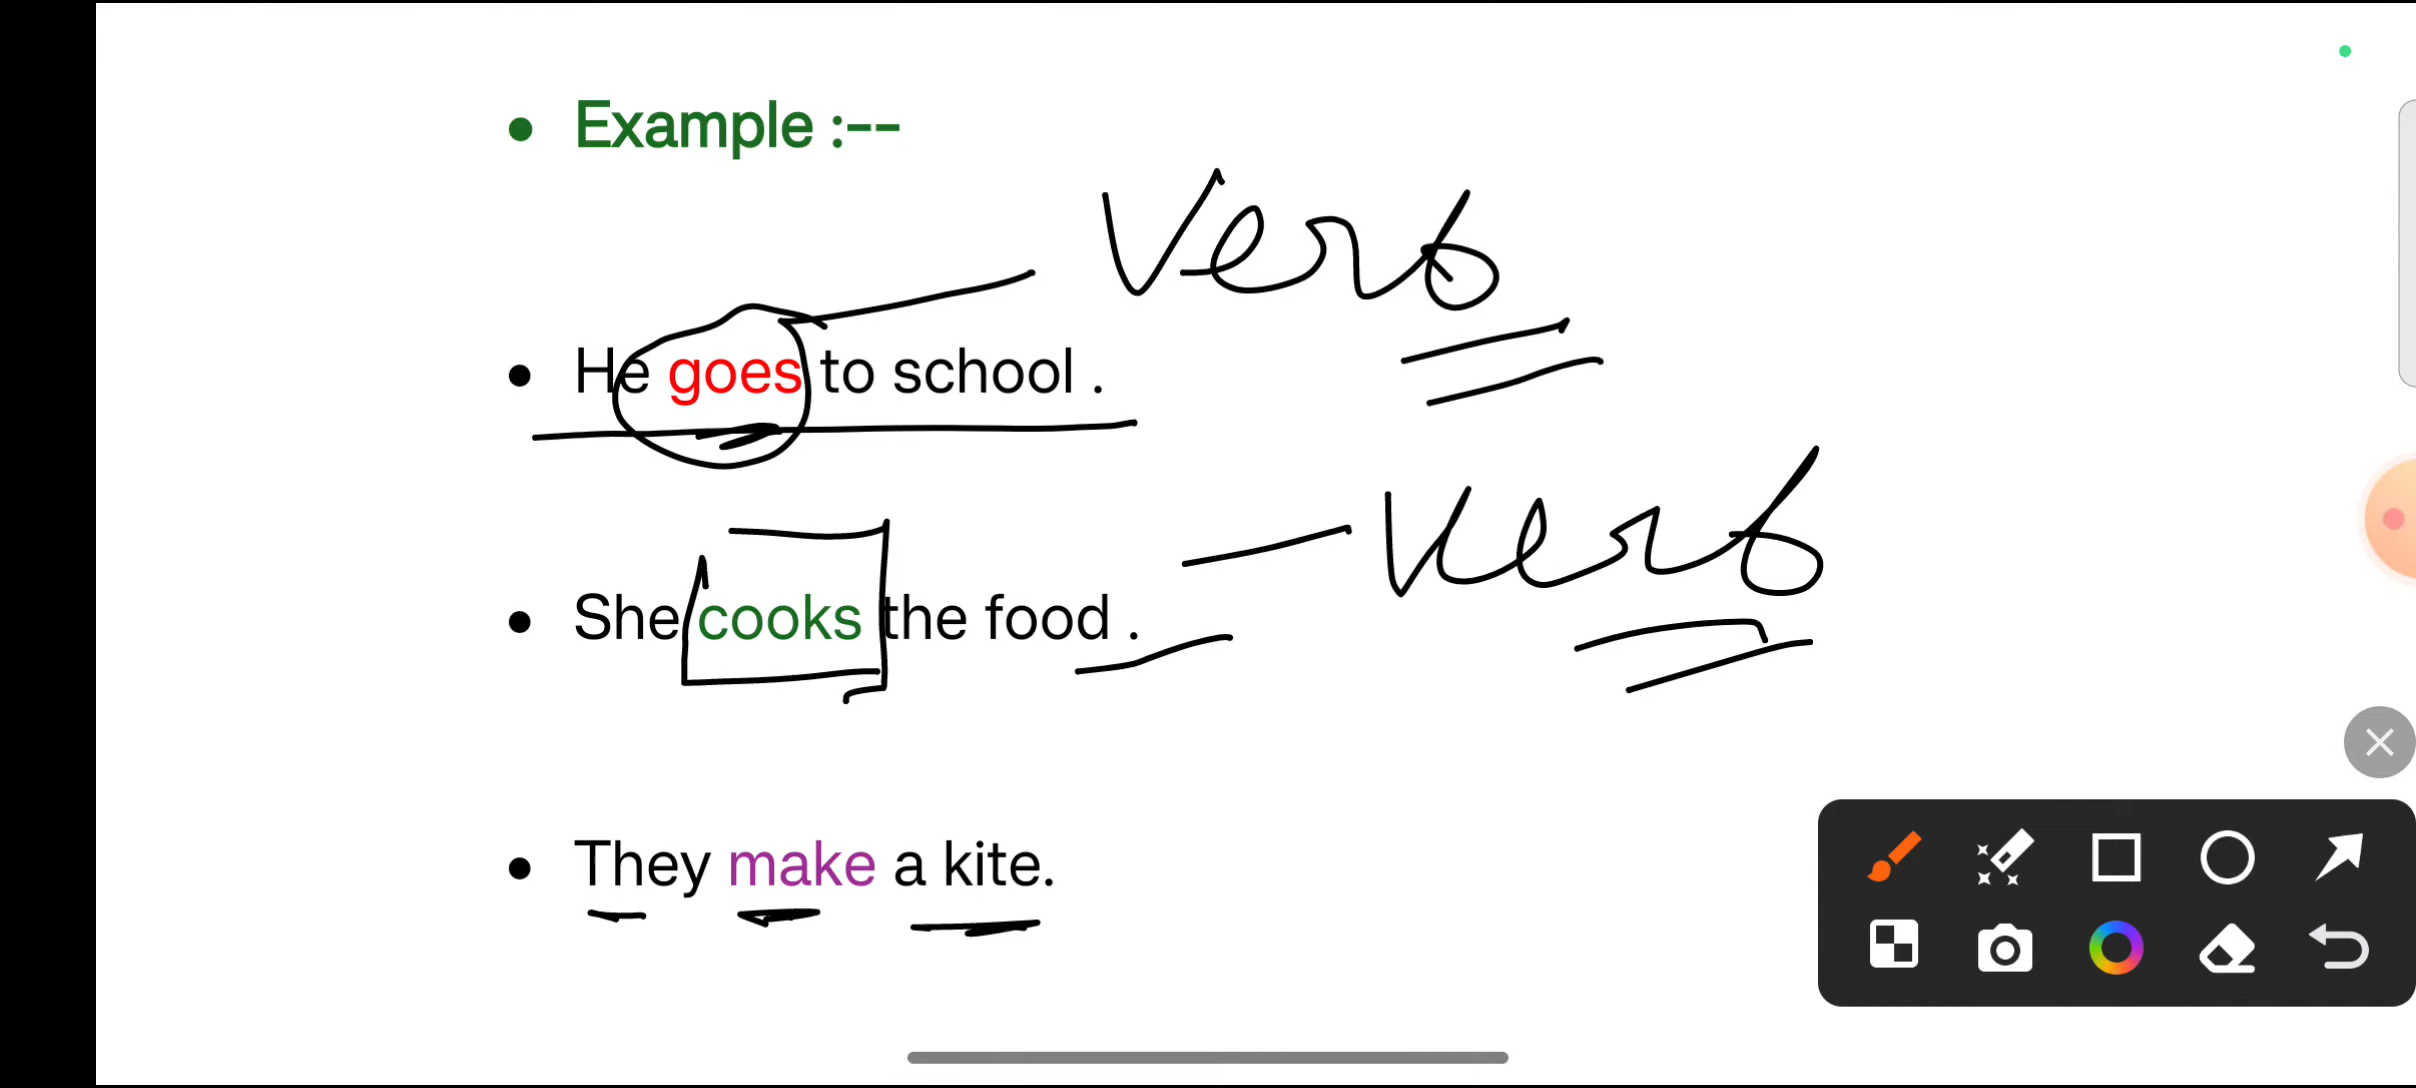 • Example :--
Verb
• He goes to school .
Verb
• She cooks the food .
• They make a kite.